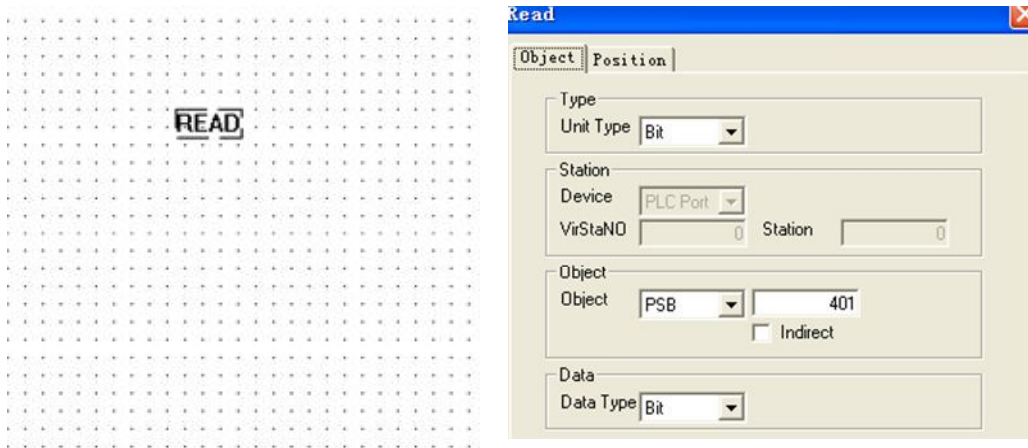 READ
Read
Object Position
Type
Unit Type Bit
Station
Device PLC Port
VirStaNO 0 Station 0
Object
Object PSB 401
Indirect
Data
Data Type Bit